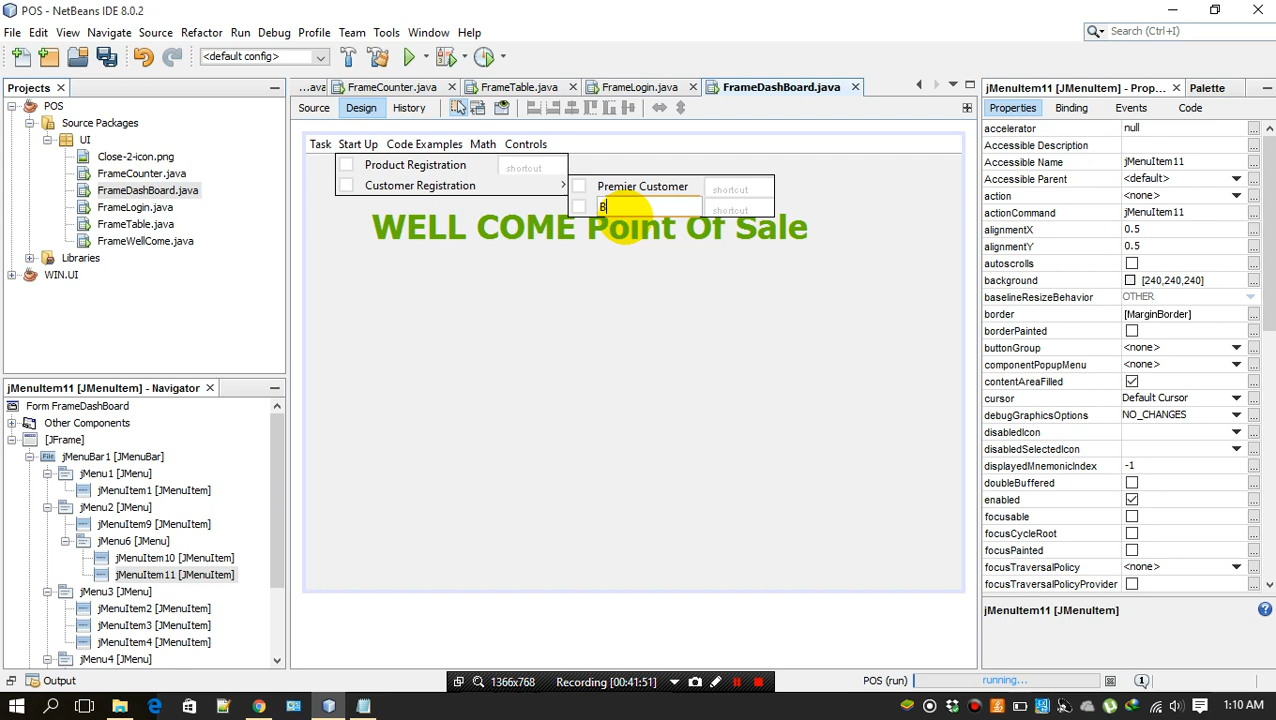 POS - NetBeans IDE 8.0.2
File Edit View Navigate Source Refactor Run Debug Profile Team Tools Window Help
Search (Ctrl+I)
<default config>
Projects
...ava FrameCounter.java FrameTable.java FrameLogin.java FrameDashBoard.java
jMenuItem11 [JMenuItem] - Prop... Palette
Source Design History
Properties Binding Events Code
POS
Source Packages
UI
Close-2-icon.png
FrameCounter.java
FrameDashBoard.java
FrameLogin.java
FrameTable.java
FrameWellCome.java
Libraries
WIN.UI
Task Start Up Code Examples Math Controls
Product Registration shortcut
Customer Registration
Premier Customer shortcut
B shortcut
WELL COME Point Of Sale
accelerator null
Accessible Description
Accessible Name jMenuItem11
Accessible Parent <default>
action <none>
actionCommand jMenuItem11
alignmentX 0.5
alignmentY 0.5
autoscrolls
background [240,240,240]
baselineResizeBehavior OTHER
border [MarginBorder]
borderPainted
buttonGroup <none>
componentPopupMenu <none>
contentAreaFilled
cursor Default Cursor
debugGraphicsOptions NO_CHANGES
disabledIcon
disabledSelectedIcon
displayedMnemonicIndex -1
doubleBuffered
enabled
focusable
focusCycleRoot
focusPainted
focusTraversalPolicy <none>
focusTraversalPolicyProvider
jMenuItem11 [JMenuItem]
jMenuItem11 [JMenuItem] - Navigator
Form FrameDashBoard
Other Components
[JFrame]
jMenuBar1 [JMenuBar]
jMenu1 [JMenu]
jMenuItem1 [JMenuItem]
jMenu2 [JMenu]
jMenuItem9 [JMenuItem]
jMenu6 [JMenu]
jMenuItem10 [JMenuItem]
jMenuItem11 [JMenuItem]
jMenu3 [JMenu]
jMenuItem2 [JMenuItem]
jMenuItem3 [JMenuItem]
jMenuItem4 [JMenuItem]
jMenu4 [JMenu]
Output
1366x768 Recording [00:41:51]
POS (run) running...
1
1:10 AM